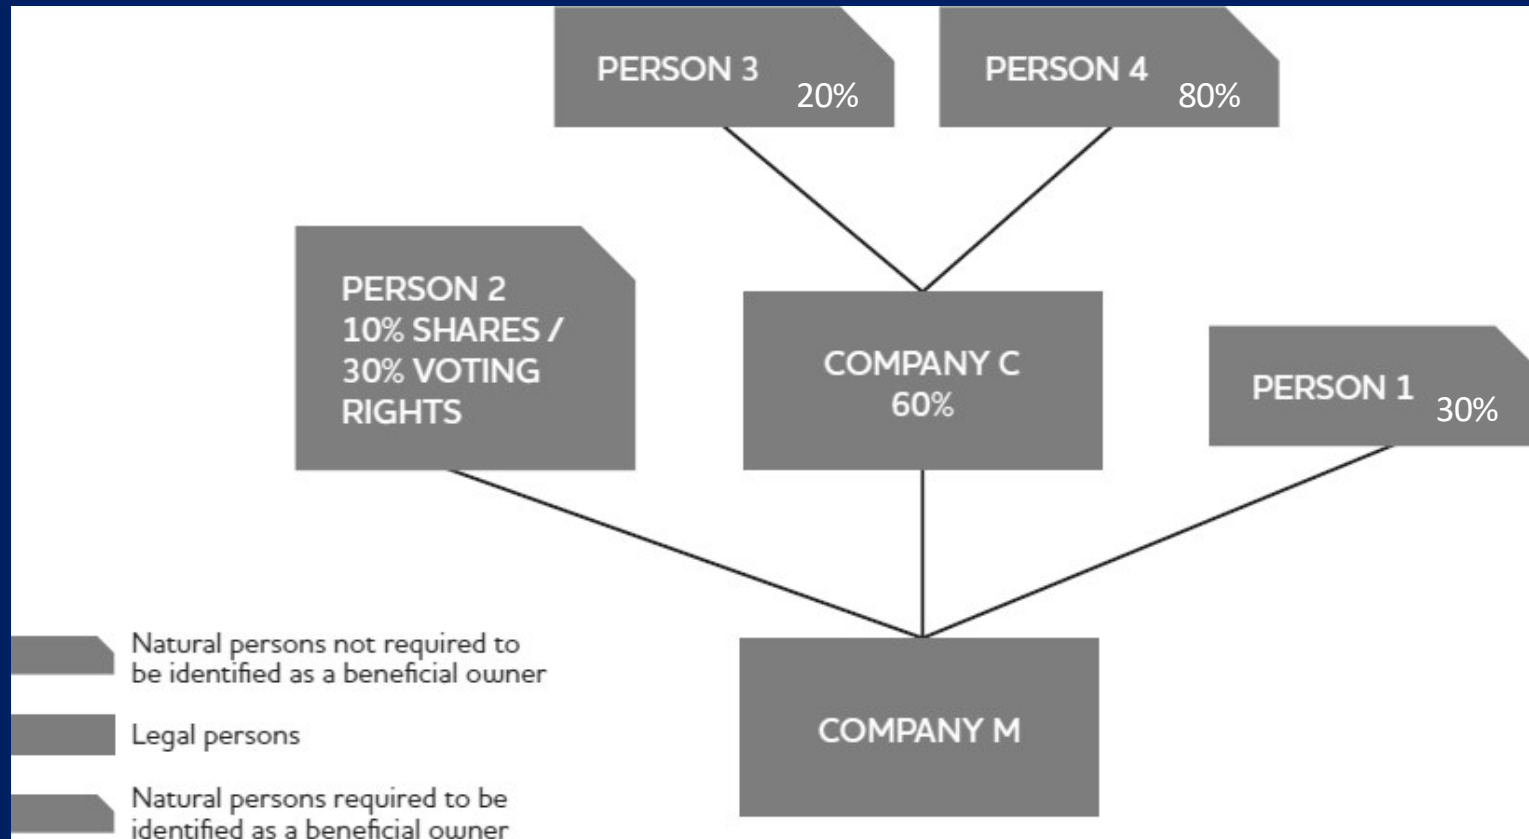 PERSON 3
20%
PERSON 4
80%
PERSON 2
10% SHARES /
30% VOTING
RIGHTS
COMPANY C
60%
PERSON 1
30%
Natural persons not required to
be identified as a beneficial owner
Legal persons
Natural persons required to be
identified as a beneficial owner
COMPANY M